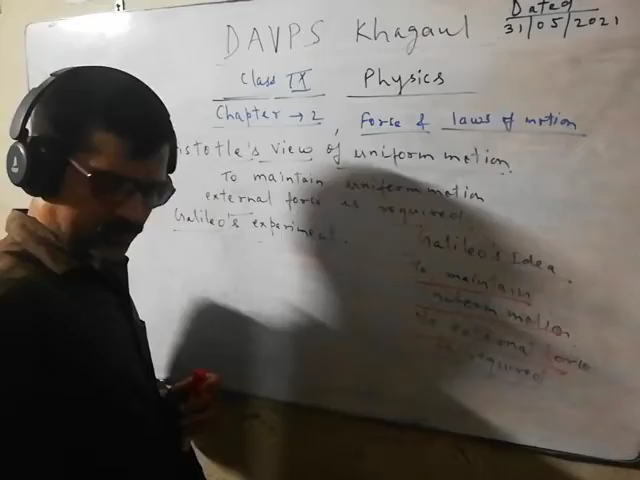 DAVPS Khagaul
Dated
31/05/2021
Class IX Physics
Chapter → 2, Force & laws of motion
stotle's view of uniform motion.
To maintain uniform motion
external force is required.
Galileo's experiment.
Galileo's Idea.
To maintain
uniform motion
No external force
is required